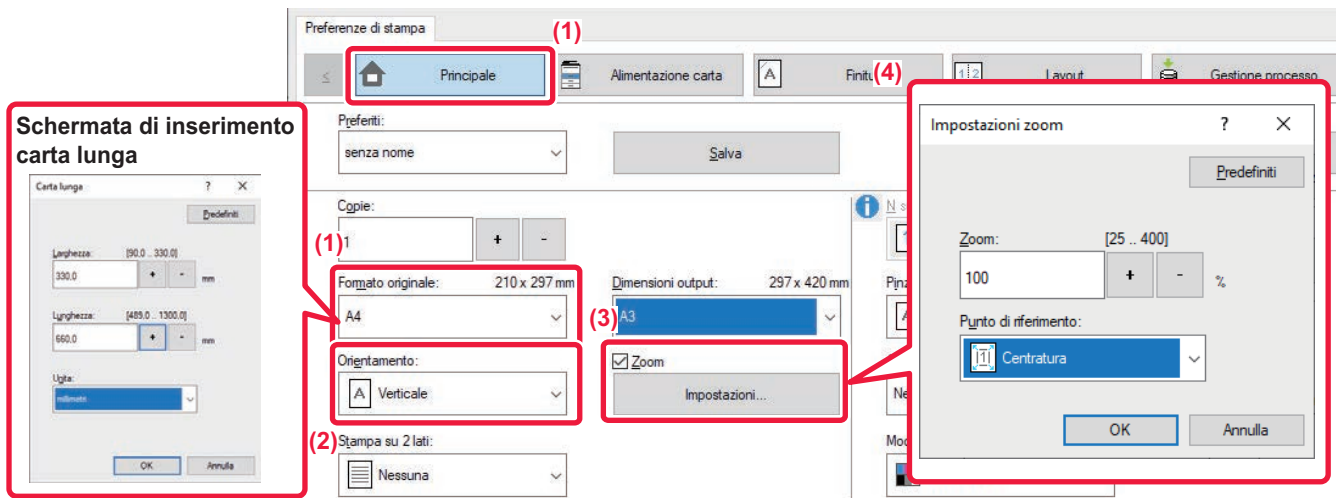 Preferenze di stampa
(1)
<
Principale
Alimentazione carta
(4)
Layout
Gestione processo
Preferiti:
senza nome
Salva
Copie:
1
+ -
(1)
Formato originale: 210 x 297 mm
A4
Orientamento:
A Verticale
(2)
Stampa su 2 lati:
Nessuna
Dimensioni output: 297 x 420 mm
(3)
A3
Zoom
Impostazioni...
Schermata di inserimento
carta lunga
Carta lunga ? X
Predefiniti
Larghezza: [90.0 .. 330.0]
330.0 + - mm
Lunghezza: [489.0 .. 1300.0]
660.0 + - mm
Unita:
millimetri
OK Annulla
Impostazioni zoom ? X
Predefiniti
Zoom: [25 .. 400]
100 + - %
Punto di riferimento:
1 Centratura
OK Annulla